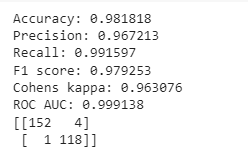 Accuracy: 0.981818
Precision: 0.967213
Recall: 0.991597
F1 score: 0.979253
Cohens kappa: 0.963076
ROC AUC: 0.999138
[[152   4]
 [  1 118]]